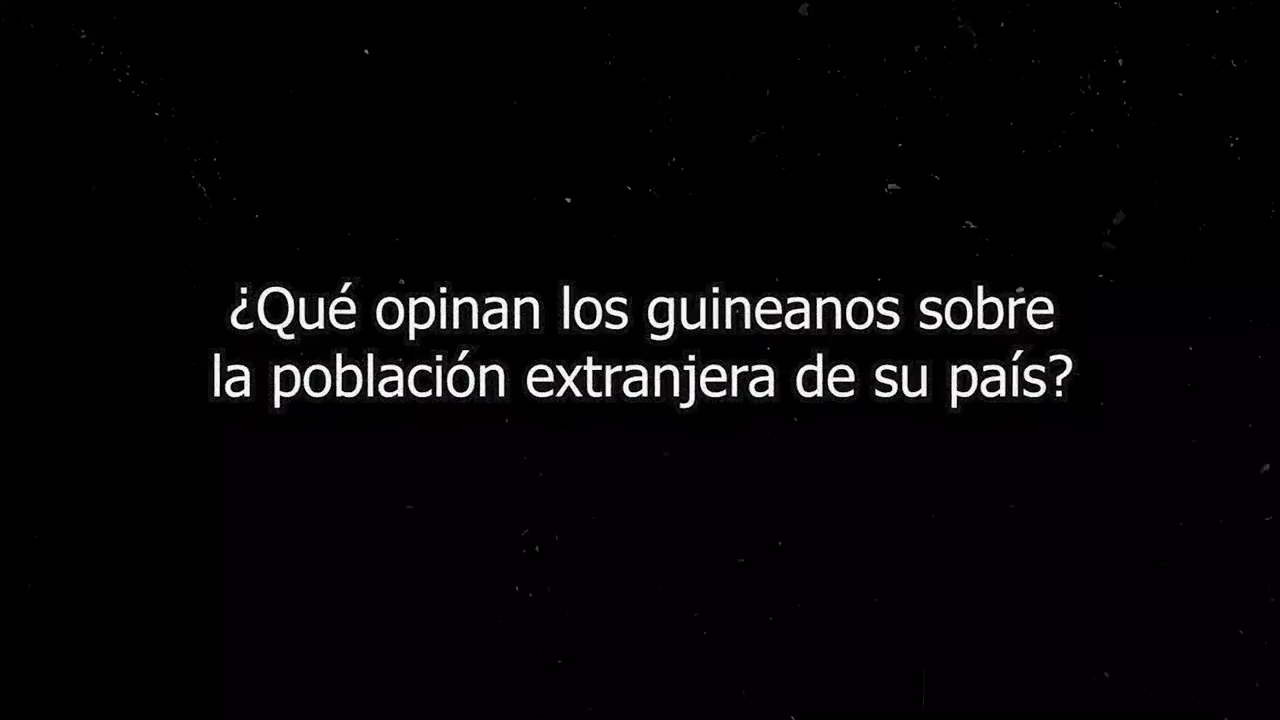 ¿Qué opinan los guineanos sobre
la población extranjera de su país?